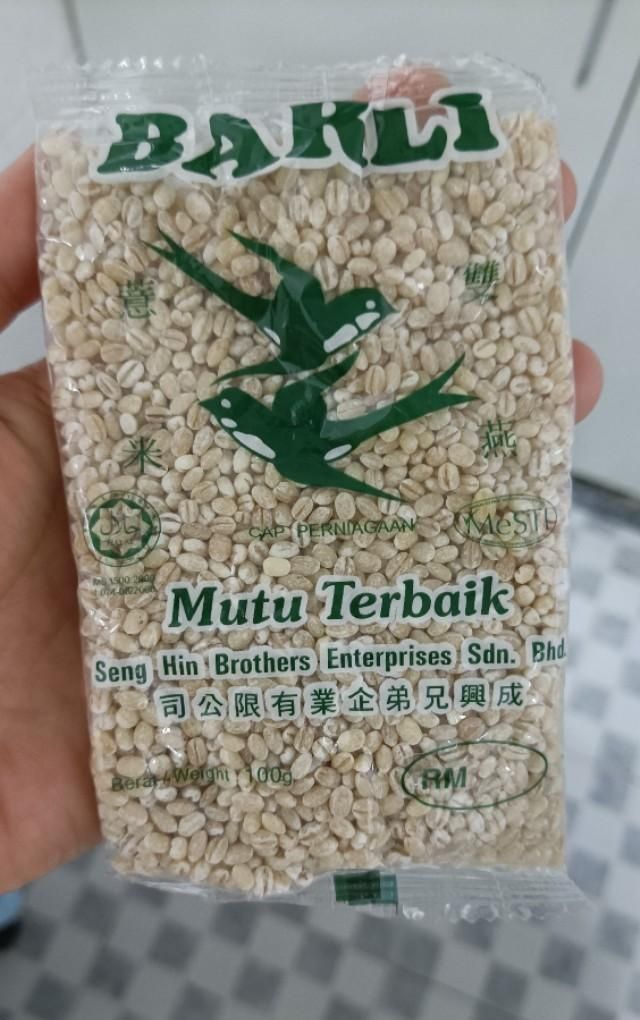 BARLI
薏 雙
米 燕
CAP PERNIAGAAN
MeSTI
Mutu Terbaik
Seng Hin Brothers Enterprises Sdn. Bhd.
司公限有業企弟兄興成
Berat / Weight : 100g
RM